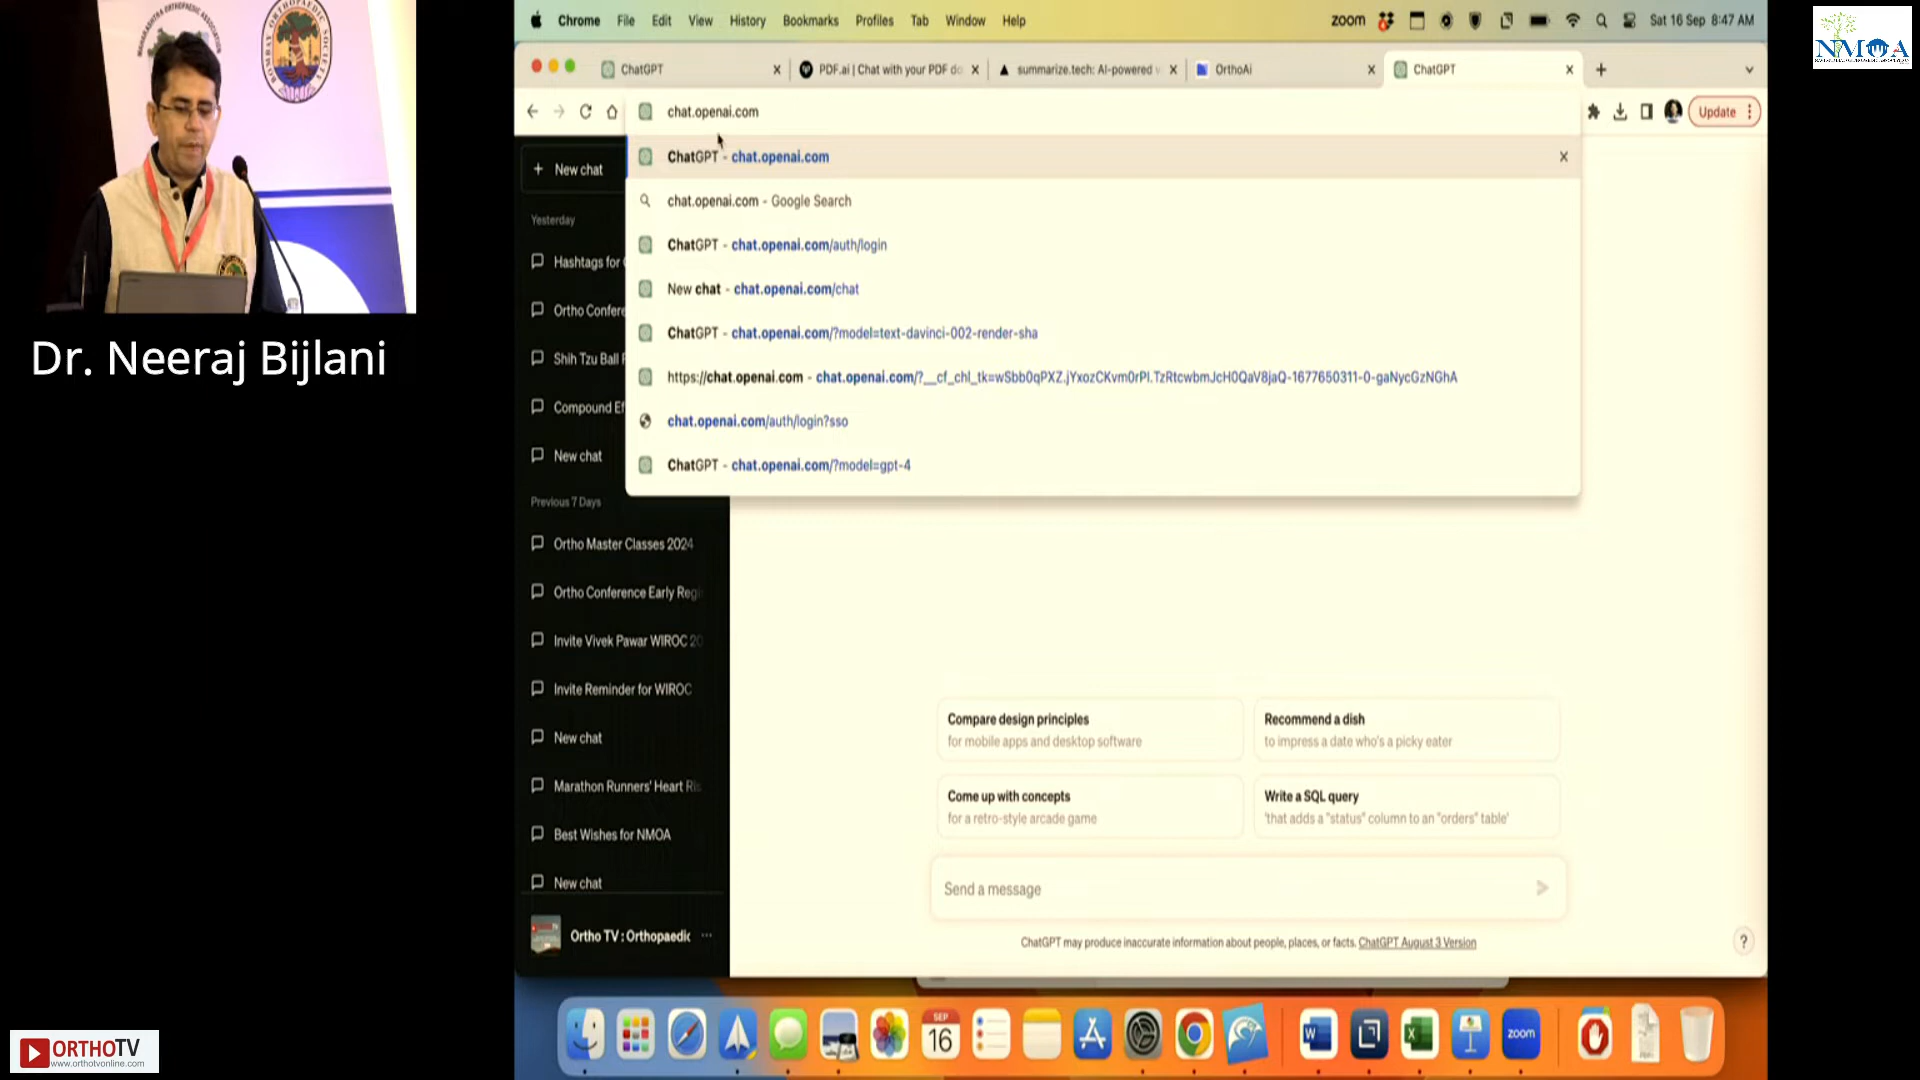 MAHARASHTRA ORTHOPAEDIC ASSOCIATION
BOMBAY ORTHOPAEDIC SOCIETY
Dr. Neeraj Bijlani
ORTHOTV
www.orthotvonline.com
NMOA
Chrome File Edit View History Bookmarks Profiles Tab Window Help
zoom
Sat 16 Sep 8:47 AM
ChatGPT
PDF.ai | Chat with your PDF do
summarize.tech: AI-powered v
OrthoAi
ChatGPT
chat.openai.com
Update
ChatGPT - chat.openai.com
chat.openai.com - Google Search
ChatGPT - chat.openai.com/auth/login
New chat - chat.openai.com/chat
ChatGPT - chat.openai.com/?model=text-davinci-002-render-sha
https://chat.openai.com - chat.openai.com/?__cf_chl_tk=wSbb0qPXZ.jYxozCKvm0rPI.TzRtcwbmJcH0QaV8jaQ-1677650311-0-gaNycGzNGhA
chat.openai.com/auth/login?sso
ChatGPT - chat.openai.com/?model=gpt-4
+ New chat
Yesterday
Hashtags for
Ortho Confere
Shih Tzu Ball
Compound Ef
New chat
Previous 7 Days
Ortho Master Classes 2024
Ortho Conference Early Regi
Invite Vivek Pawar WIROC 20
Invite Reminder for WIROC
New chat
Marathon Runners' Heart Ris
Best Wishes for NMOA
New chat
Ortho TV : Orthopaedic ...
Compare design principles
for mobile apps and desktop software
Recommend a dish
to impress a date who's a picky eater
Come up with concepts
for a retro-style arcade game
Write a SQL query
'that adds a "status" column to an "orders" table'
Send a message
ChatGPT may produce inaccurate information about people, places, or facts. ChatGPT August 3 Version
?
SEP
16
W
X
zoom